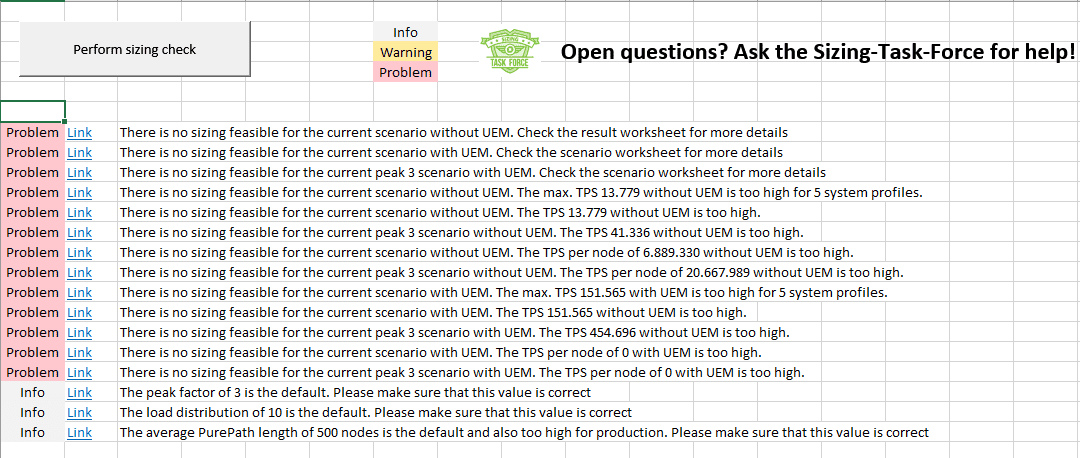 Perform sizing check
Info
Warning
Problem
SIZING
TASK FORCE
Open questions? Ask the Sizing-Task-Force for help!
Problem Link There is no sizing feasible for the current scenario without UEM. Check the result worksheet for more details
Problem Link There is no sizing feasible for the current scenario with UEM. Check the scenario worksheet for more details
Problem Link There is no sizing feasible for the current peak 3 scenario with UEM. Check the scenario worksheet for more details
Problem Link There is no sizing feasible for the current scenario without UEM. The max. TPS 13.779 without UEM is too high for 5 system profiles.
Problem Link There is no sizing feasible for the current scenario without UEM. The TPS 13.779 without UEM is too high.
Problem Link There is no sizing feasible for the current peak 3 scenario without UEM. The TPS 41.336 without UEM is too high.
Problem Link There is no sizing feasible for the current scenario without UEM. The TPS per node of 6.889.330 without UEM is too high.
Problem Link There is no sizing feasible for the current peak 3 scenario without UEM. The TPS per node of 20.667.989 without UEM is too high.
Problem Link There is no sizing feasible for the current scenario with UEM. The max. TPS 151.565 with UEM is too high for 5 system profiles.
Problem Link There is no sizing feasible for the current scenario with UEM. The TPS 151.565 without UEM is too high.
Problem Link There is no sizing feasible for the current peak 3 scenario with UEM. The TPS 454.696 without UEM is too high.
Problem Link There is no sizing feasible for the current scenario with UEM. The TPS per node of 0 with UEM is too high.
Problem Link There is no sizing feasible for the current peak 3 scenario with UEM. The TPS per node of 0 with UEM is too high.
Info Link The peak factor of 3 is the default. Please make sure that this value is correct
Info Link The load distribution of 10 is the default. Please make sure that this value is correct
Info Link The average PurePath length of 500 nodes is the default and also too high for production. Please make sure that this value is correct